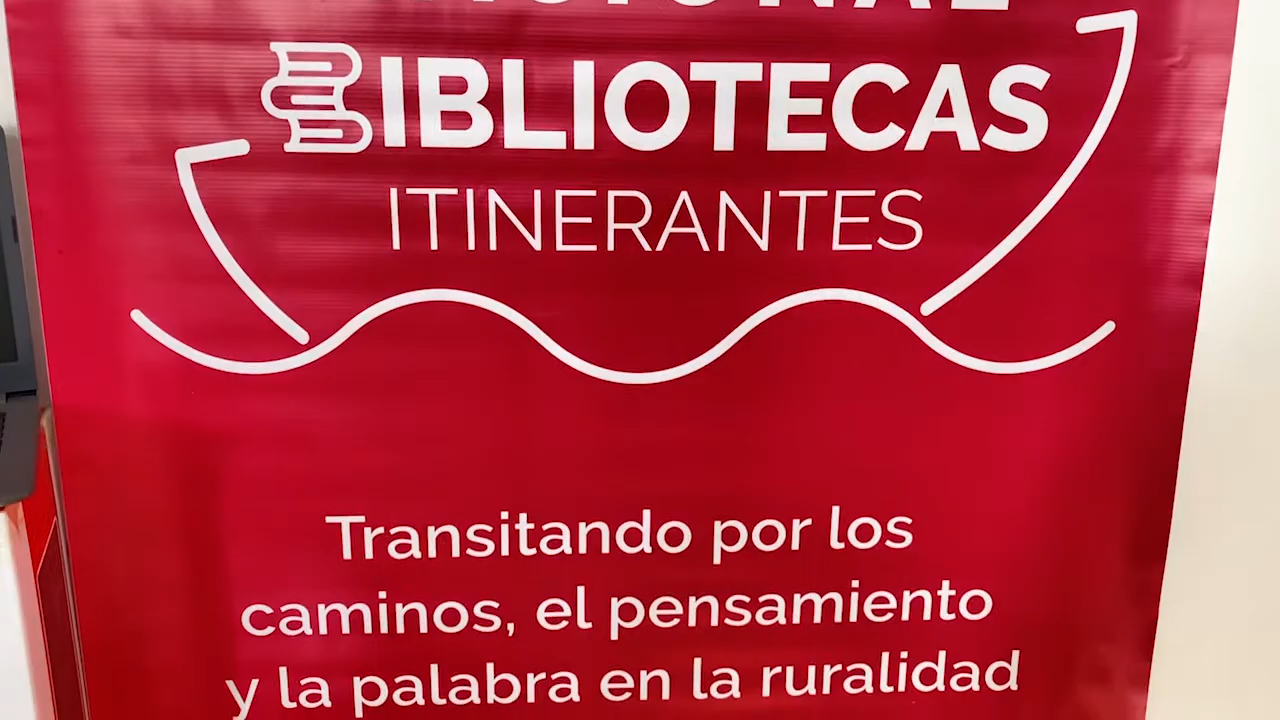 BIBLIOTECAS
ITINERANTES
Transitando por los
caminos, el pensamiento
y la palabra en la ruralidad